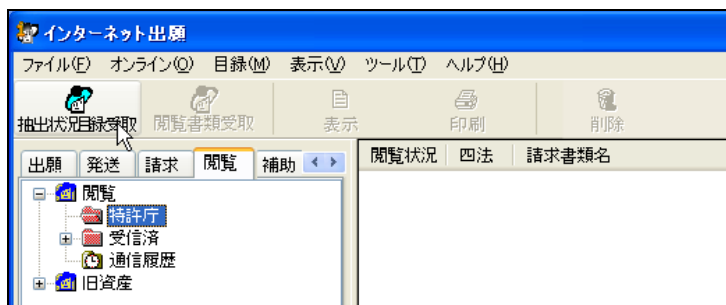 インターネット出願
ファイル(F) オンライン(O) 目録(M) 表示(V) ツール(T) ヘルプ(H)
抽出状況目録受取 閲覧書類受取 表示 印刷 削除
出願 発送 請求 閲覧 補助
閲覧状況 四法 請求書類名
閲覧
特許庁
受信済
通信履歴
旧資産